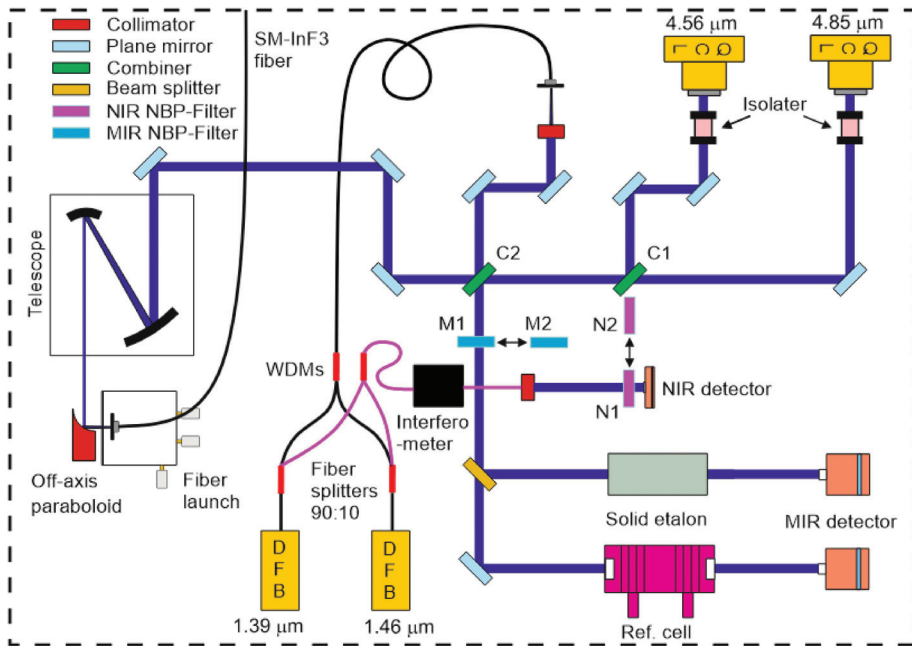 Collimator
Plane mirror
Combiner
Beam splitter
NIR NBP-Filter
MIR NBP-Filter
SM-InF3
fiber
4.56 μm
4.85 μm
L C Q
L C Q
Isolater
Telescope
C2
C1
M1
M2
N2
WDMs
N1
NIR detector
Interfero
-meter
Off-axis
paraboloid
Fiber
launch
Fiber
splitters
90:10
Solid etalon
MIR detector
D
F
B
D
F
B
1.39 μm
1.46 μm
Ref. cell